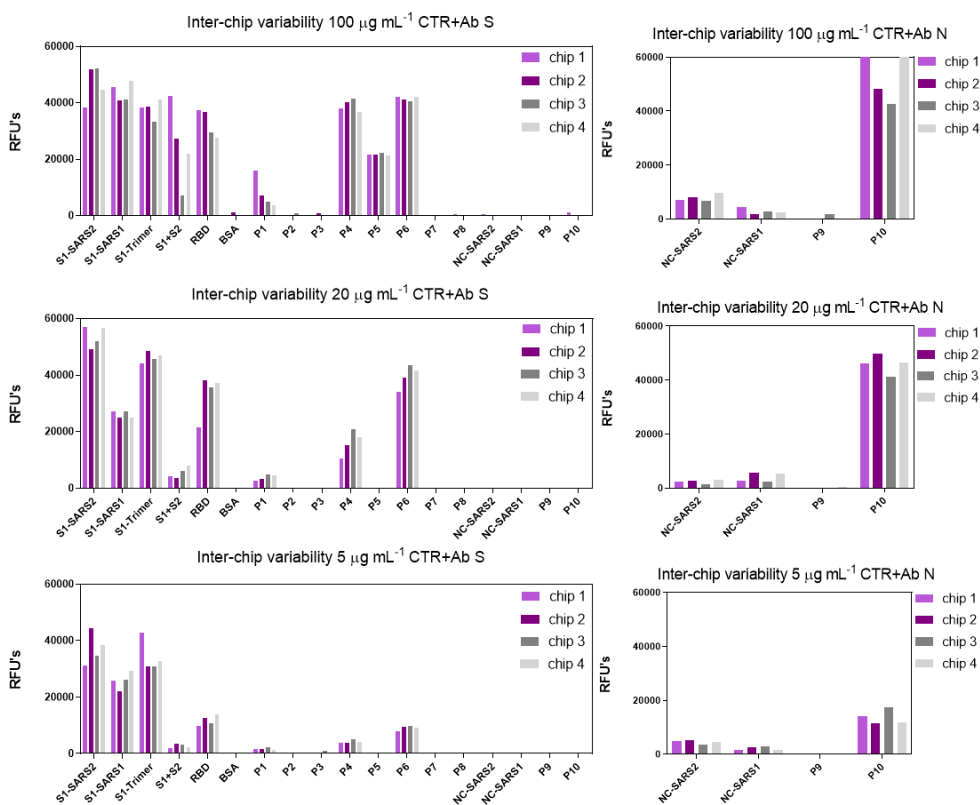 Inter-chip variability 100 μg mL⁻¹ CTR+Ab S
60000
40000
20000
0
RFU's
chip 1
chip 2
chip 3
chip 4
S1-SARS2
S1-SARS1
S1-Trimer
S1+S2
RBD
BSA
P1
P2
P3
P4
P5
P6
P7
P8
NC-SARS2
NC-SARS1
P9
P10
Inter-chip variability 100 μg mL⁻¹ CTR+Ab N
60000
40000
20000
0
RFU's
chip 1
chip 2
chip 3
chip 4
NC-SARS2
NC-SARS1
P9
P10
Inter-chip variability 20 μg mL⁻¹ CTR+Ab S
60000
40000
20000
0
RFU's
chip 1
chip 2
chip 3
chip 4
S1-SARS2
S1-SARS1
S1-Trimer
S1+S2
RBD
BSA
P1
P2
P3
P4
P5
P6
P7
P8
NC-SARS2
NC-SARS1
P9
P10
Inter-chip variability 20 μg mL⁻¹ CTR+Ab N
60000
40000
20000
0
RFU's
chip 1
chip 2
chip 3
chip 4
NC-SARS2
NC-SARS1
P9
P10
Inter-chip variability 5 μg mL⁻¹ CTR+Ab S
60000
40000
20000
0
RFU's
chip 1
chip 2
chip 3
chip 4
S1-SARS2
S1-SARS1
S1-Trimer
S1+S2
RBD
BSA
P1
P2
P3
P4
P5
P6
P7
P8
NC-SARS2
NC-SARS1
P9
P10
Inter-chip variability 5 μg mL⁻¹ CTR+Ab N
60000
40000
20000
0
RFU's
chip 1
chip 2
chip 3
chip 4
NC-SARS2
NC-SARS1
P9
P10